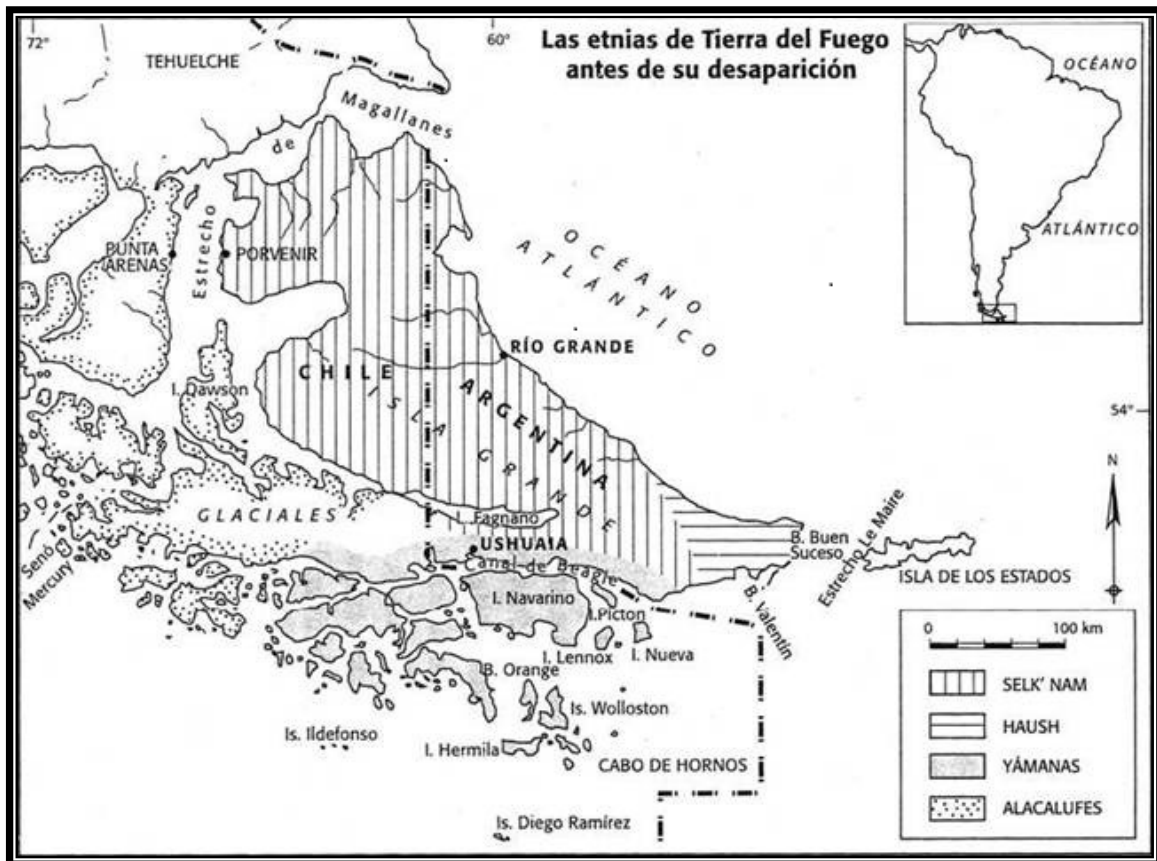 Las etnias de Tierra del Fuego
antes de su desaparición
72°
60°
TEHUELCHE
Estrecho de Magallanes
OCÉANO
ATLÁNTICO
PUNTA
ARENAS
PORVENIR
OCÉANO
ATLÁNTICO
RÍO GRANDE
CHILE
ARGENTINA
ISLA GRANDE
I. Dawson
54°
N
GLACIALES
L. Fagnano
USHUAIA
Canal de Beagle
B. Buen
Suceso
Estrecho Le Maire
ISLA DE LOS ESTADOS
Senó
Mercury
I. Navarino
I.Picton
B. Valentín
I. Lennox
I. Nueva
B. Orange
Is. Wolloston
Is. Ildefonso
I. Hermila
CABO DE HORNOS
Is. Diego Ramírez
0 100 km
SELK' NAM
HAUSH
YÁMANAS
ALACALUFES